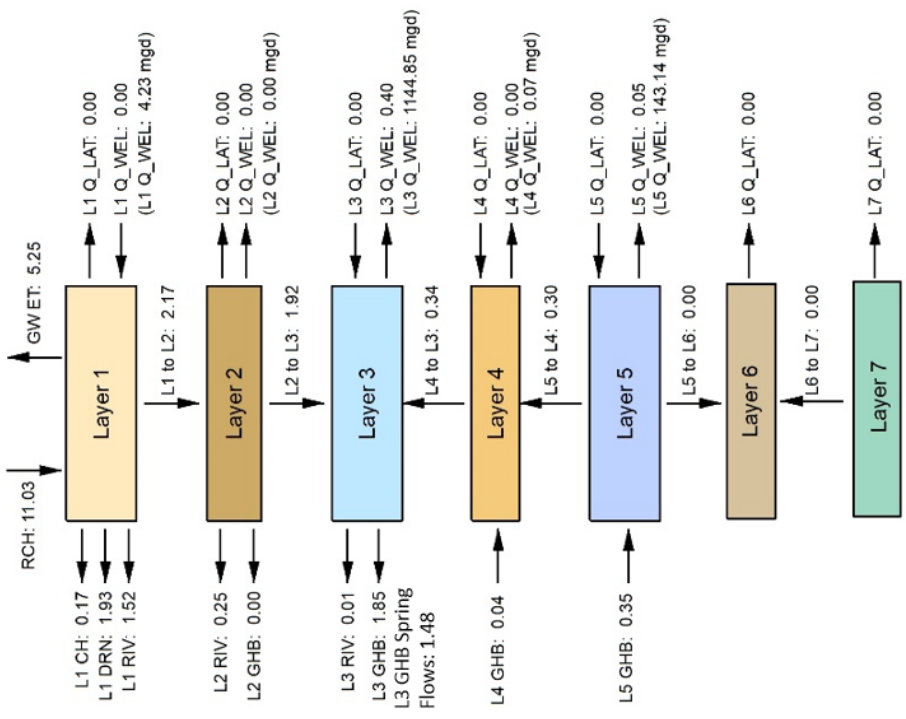 RCH: 11.03
GW ET: 5.25
L1 CH: 0.17
L1 DRN: 1.93
L1 RIV: 1.52
Layer 1
L1 Q_LAT: 0.00
L1 Q_WEL: 0.00
(L1 Q_WEL: 4.23 mgd)
L1 to L2: 2.17
L2 RIV: 0.25
L2 GHB: 0.00
Layer 2
L2 Q_LAT: 0.00
L2 Q_WEL: 0.00
(L2 Q_WEL: 0.00 mgd)
L2 to L3: 1.92
L3 RIV: 0.01
L3 GHB: 1.85
L3 GHB Spring
Flows: 1.48
Layer 3
L3 Q_LAT: 0.00
L3 Q_WEL: 0.40
(L3 Q_WEL: 1144.85 mgd)
L4 to L3: 0.34
L4 GHB: 0.04
Layer 4
L4 Q_LAT: 0.00
L4 Q_WEL: 0.00
(L4 Q_WEL: 0.07 mgd)
L5 to L4: 0.30
L5 GHB: 0.35
Layer 5
L5 Q_LAT: 0.00
L5 Q_WEL: 0.05
(L5 Q_WEL: 143.14 mgd)
L5 to L6: 0.00
Layer 6
L6 Q_LAT: 0.00
L6 to L7: 0.00
Layer 7
L7 Q_LAT: 0.00